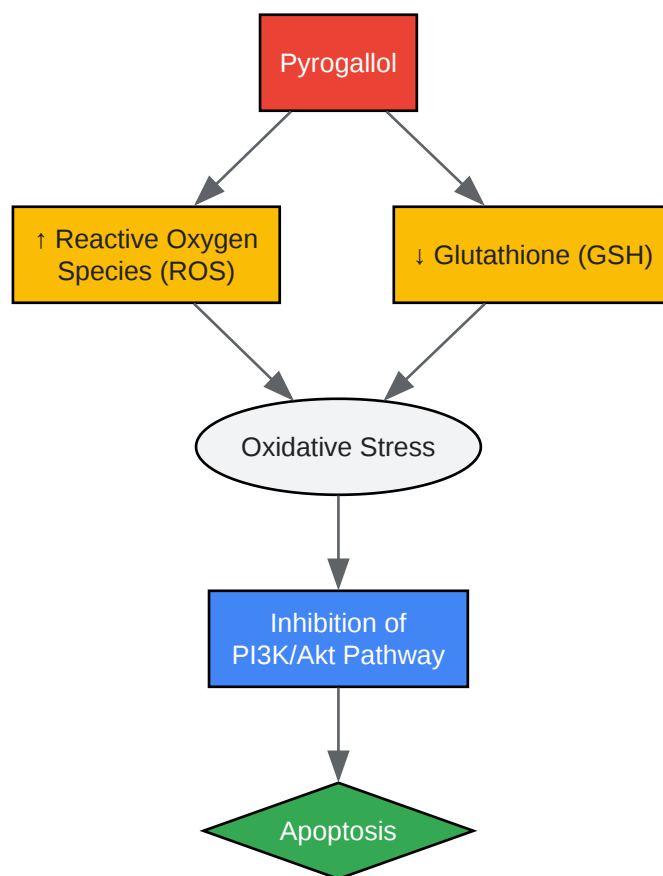 Pyrogallol
↑ Reactive Oxygen
Species (ROS)
↓ Glutathione (GSH)
Oxidative Stress
Inhibition of
PI3K/Akt Pathway
Apoptosis